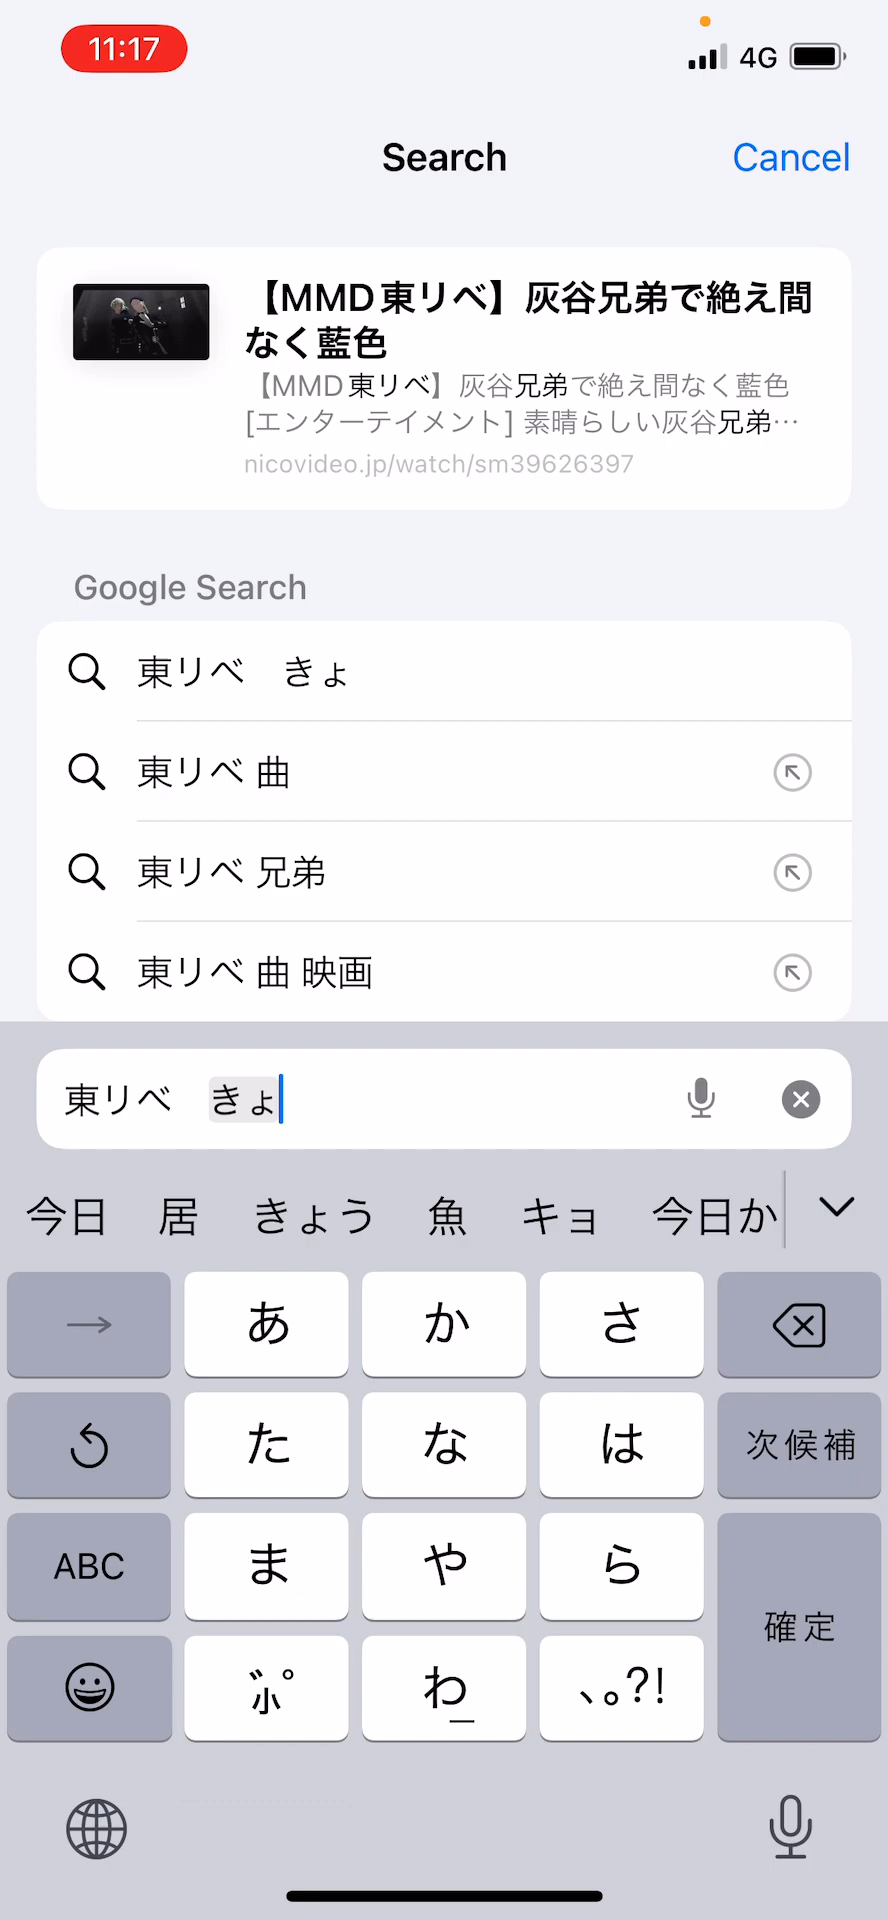 11:17
4G
Search
Cancel
【MMD東リベ】灰谷兄弟で絶え間
なく藍色
【MMD東リベ】灰谷兄弟で絶え間なく藍色
[エンターテイメント] 素晴らしい灰谷兄弟…
nicovideo.jp/watch/sm39626397
Google Search
東リベ　きょ
東リベ 曲
東リベ 兄弟
東リベ 曲 映画
東リベ　きょ
今日 居 きょう 魚 キョ 今日か
→ あ か さ
た な は 次候補
ABC ま や ら
確定
小゛゜ わ_ 、。?!